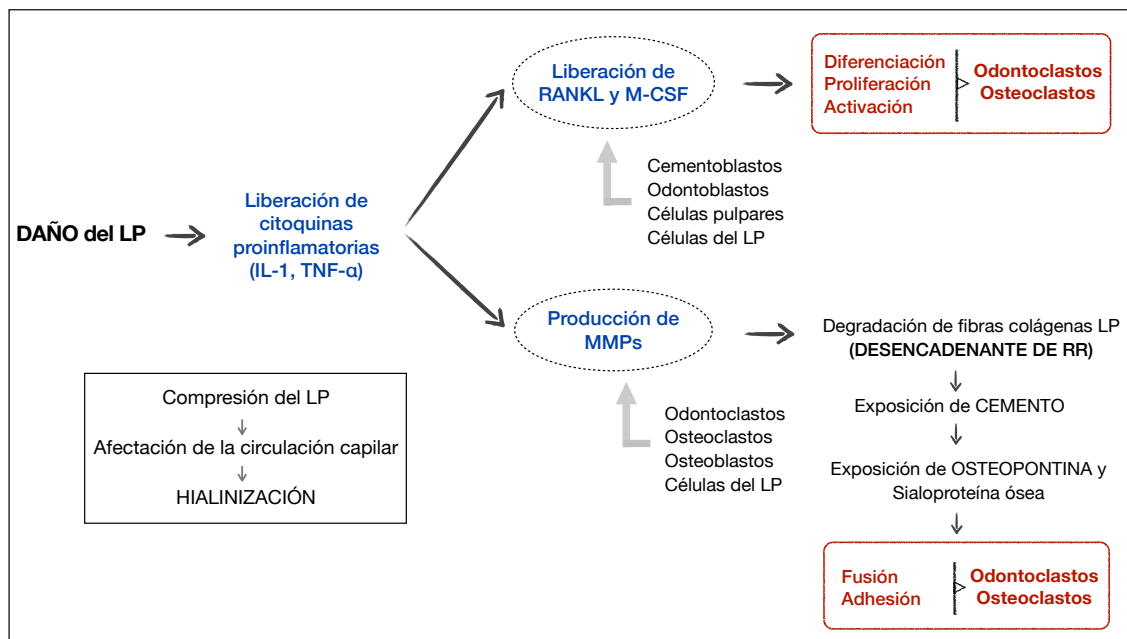 DAÑO del LP
Liberación de
citoquinas
proinflamatorias
(IL-1, TNF-α)
Liberación de
RANKL y M-CSF
Cementoblastos
Odontoblastos
Células pulpares
Células del LP
Diferenciación
Proliferación
Activación
Odontoclastos
Osteoclastos
Producción de
MMPs
Odontoclastos
Osteoclastos
Osteoblastos
Células del LP
Degradación de fibras colágenas LP
(DESENCADENANTE DE RR)
Exposición de CEMENTO
Exposición de OSTEOPONTINA y
Sialoproteína ósea
Fusión
Adhesión
Odontoclastos
Osteoclastos
Compresión del LP
Afectación de la circulación capilar
HIALINIZACIÓN